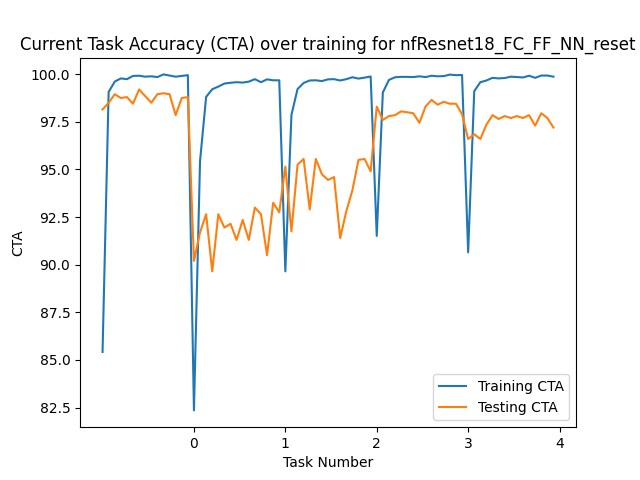 Current Task Accuracy (CTA) over training for nfResnet18_FC_FF_NN_reset
100.0
97.5
95.0
92.5
90.0
87.5
85.0
82.5
CTA
Training CTA
Testing CTA
0 1 2 3 4
Task Number